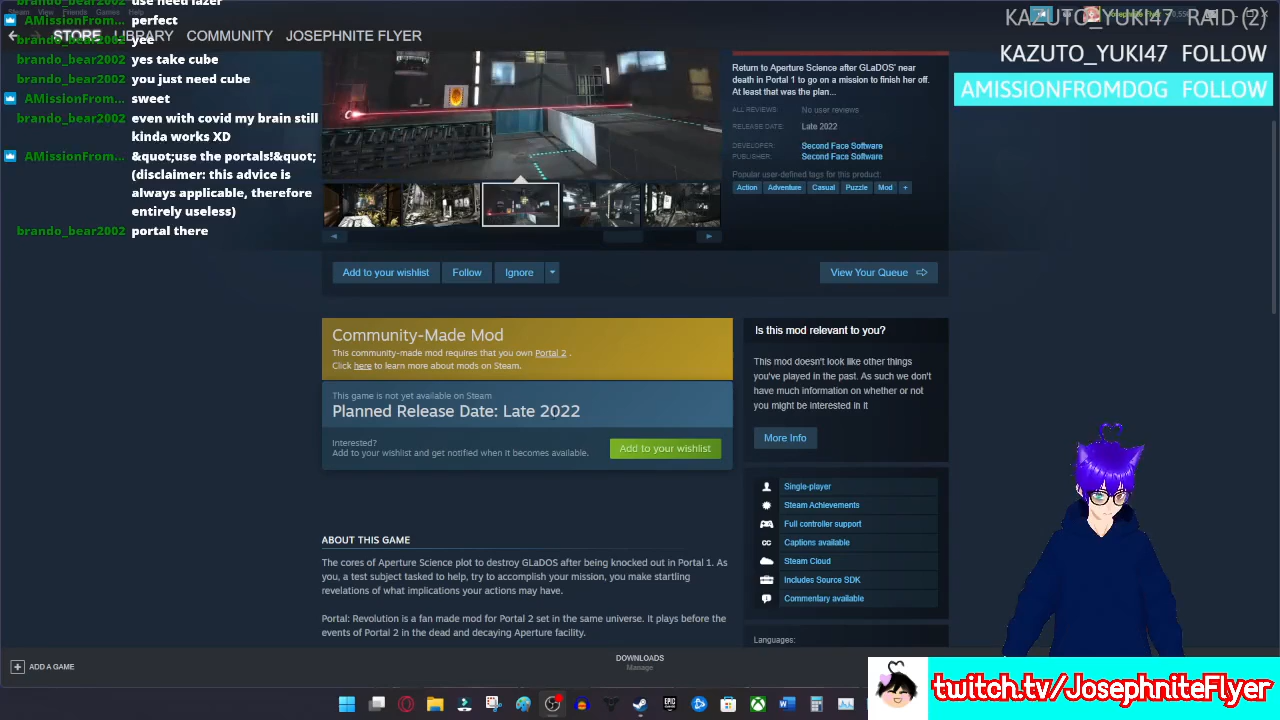 brando_bear2002 use need lazer
AMissionFrom... perfect
brando_bear2002 yee
brando_bear2002 yes take cube
brando_bear2002 you just need cube
AMissionFrom... sweet
brando_bear2002 even with covid my brain still
kinda works XD
AMissionFrom... &quot;use the portals!&quot;
(disclaimer: this advice is
always applicable, therefore
entirely useless)
brando_bear2002 portal there
Steam View Friends Games Help
STORE LIBRARY COMMUNITY JOSEPHNITE FLYER
KAZUTO_YUKI47 RAID (2)
KAZUTO_YUKI47 FOLLOW
AMISSIONFROMDOG FOLLOW
Return to Aperture Science after GLaDOS' near
death in Portal 1 to go on a mission to finish her off.
At least that was the plan...
ALL REVIEWS: No user reviews
RELEASE DATE: Late 2022
DEVELOPER: Second Face Software
PUBLISHER: Second Face Software
Popular user-defined tags for this product:
Action Adventure Casual Puzzle Mod +
Add to your wishlist Follow Ignore
View Your Queue
Community-Made Mod
This community-made mod requires that you own Portal 2 .
Click here to learn more about mods on Steam.
This game is not yet available on Steam
Planned Release Date: Late 2022
Interested?
Add to your wishlist and get notified when it becomes available.
Add to your wishlist
ABOUT THIS GAME
The cores of Aperture Science plot to destroy GLaDOS after being knocked out in Portal 1. As
you, a test subject tasked to help, try to accomplish your mission, you make startling
revelations of what implications your actions may have.
Portal: Revolution is a fan made mod for Portal 2 set in the same universe. It plays before the
events of Portal 2 in the dead and decaying Aperture facility.
Is this mod relevant to you?
This mod doesn't look like other things
you've played in the past. As such we don't
have much information on whether or not
you might be interested in it
More Info
Single-player
Steam Achievements
Full controller support
CC Captions available
Steam Cloud
Includes Source SDK
Commentary available
Languages:
+ ADD A GAME
DOWNLOADS
Manage
twitch.tv/JosephniteFlyer